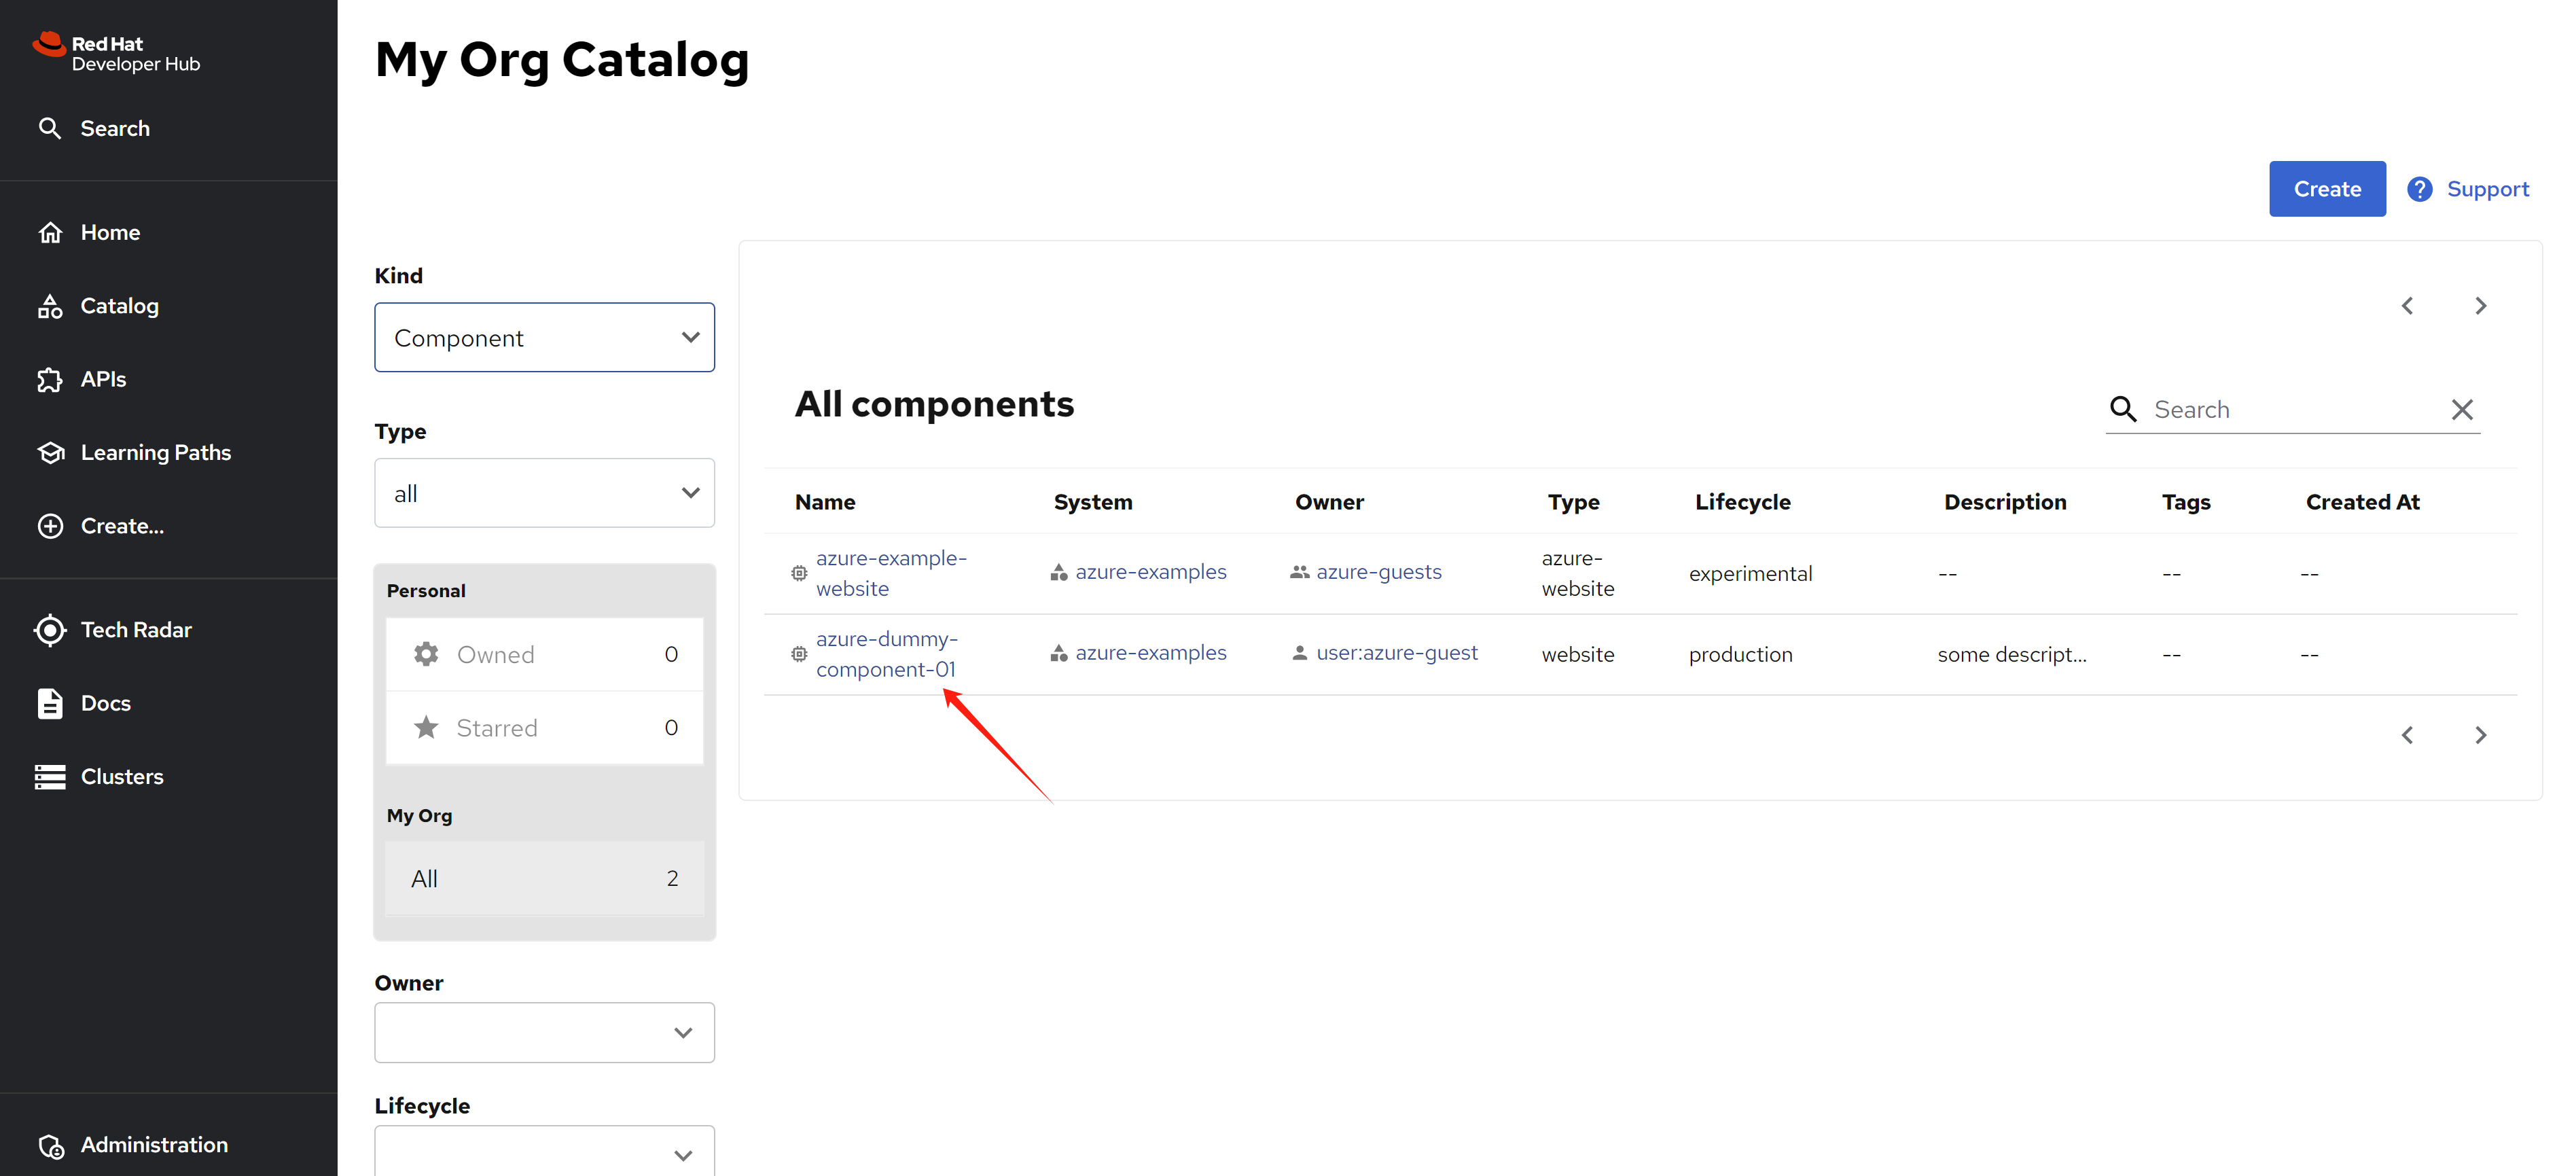 Red Hat
Developer Hub
Search
Home
Catalog
APIs
Learning Paths
Create...
Tech Radar
Docs
Clusters
Administration
My Org Catalog
Create
Support
Kind
Component
Type
all
Personal
Owned 0
Starred 0
My Org
All 2
Owner
Lifecycle
All components
Search
Name System Owner Type Lifecycle Description Tags Created At
azure-example-
website
azure-examples
azure-guests
azure-
website
experimental
--
--
--
azure-dummy-
component-01
azure-examples
user:azure-guest
website
production
some descript...
--
--